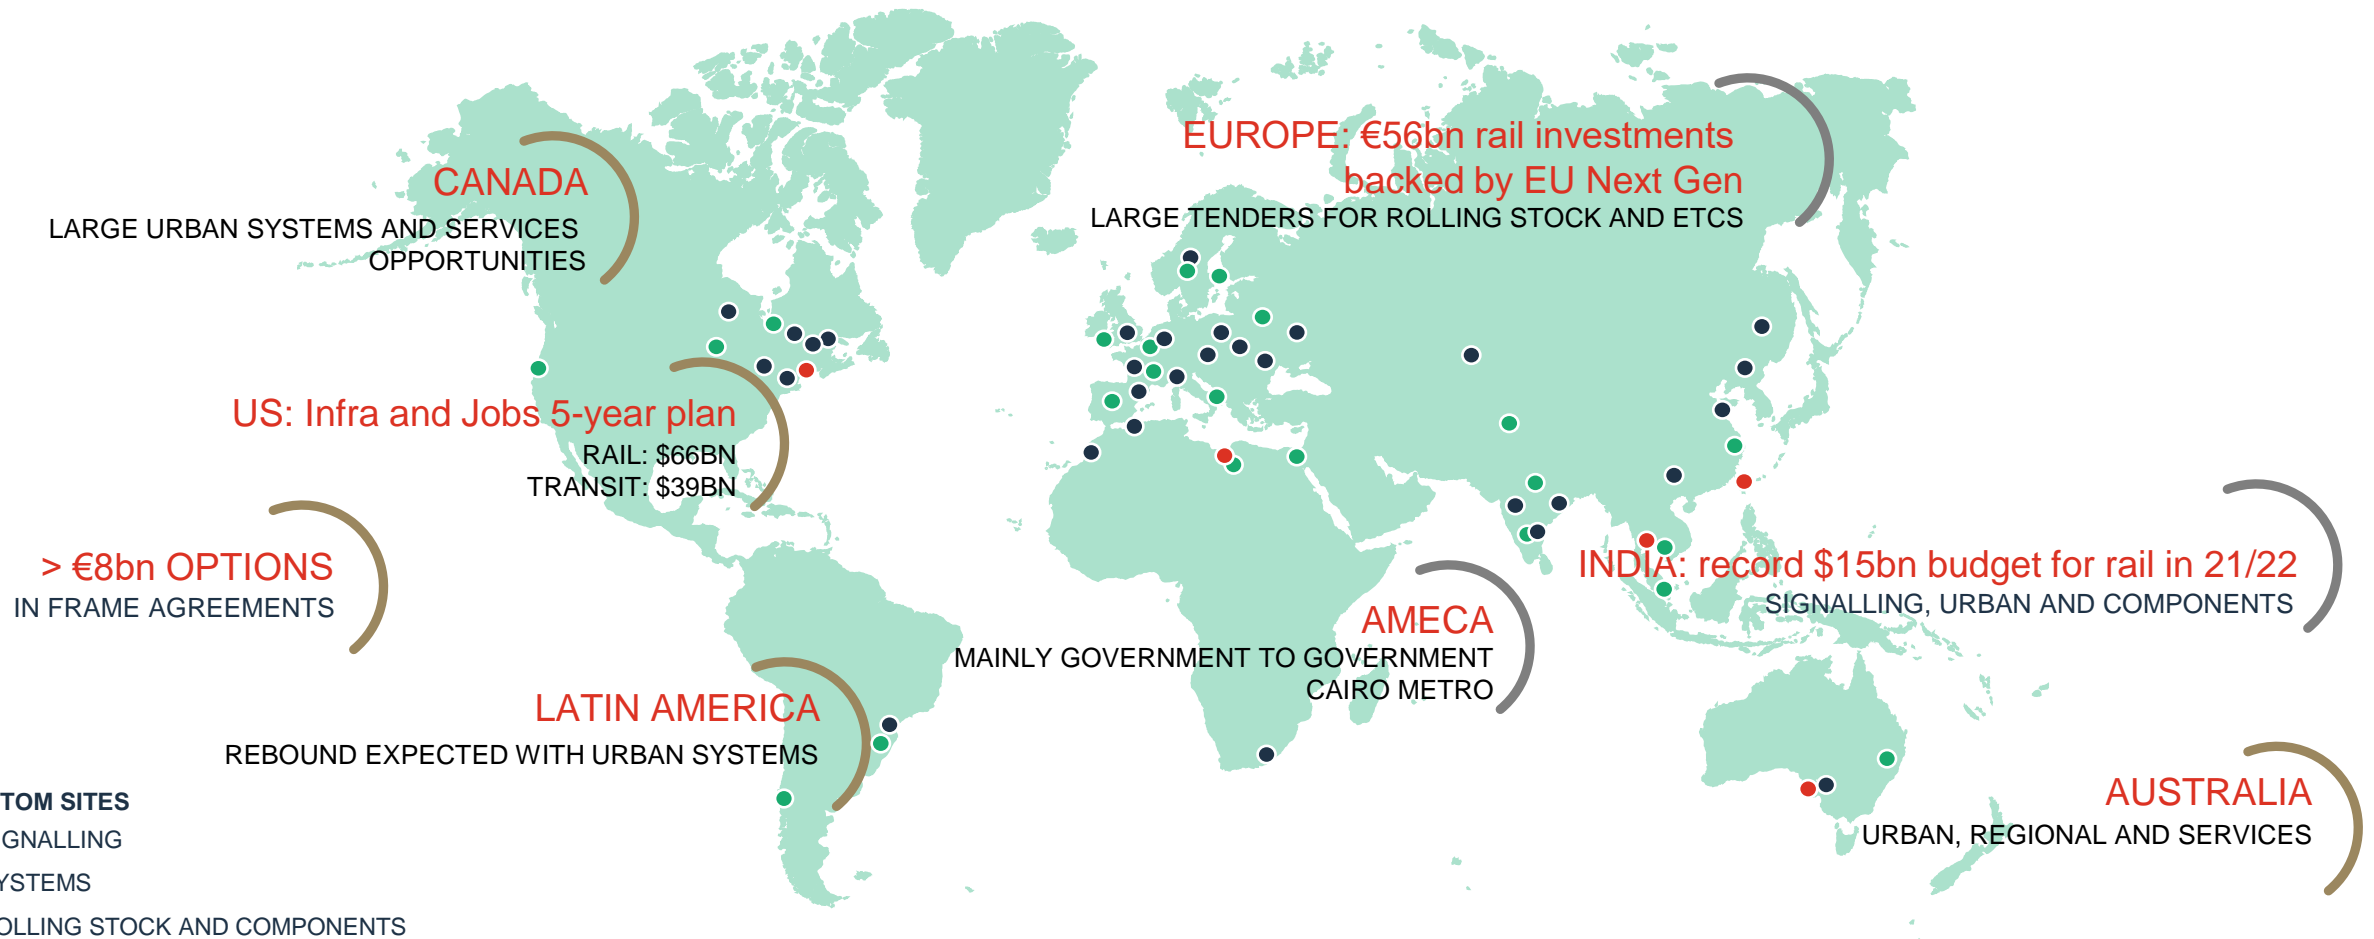 CANADA
LARGE URBAN SYSTEMS AND SERVICES
OPPORTUNITIES
EUROPE: €56bn rail investments
backed by EU Next Gen
LARGE TENDERS FOR ROLLING STOCK AND ETCS
US: Infra and Jobs 5-year plan
RAIL: $66BN
TRANSIT: $39BN
> €8bn OPTIONS
IN FRAME AGREEMENTS
INDIA: record $15bn budget for rail in 21/22
SIGNALLING, URBAN AND COMPONENTS
AMECA
MAINLY GOVERNMENT TO GOVERNMENT
CAIRO METRO
LATIN AMERICA
REBOUND EXPECTED WITH URBAN SYSTEMS
AUSTRALIA
URBAN, REGIONAL AND SERVICES
TOM SITES
GNALLING
YSTEMS
OLLING STOCK AND COMPONENTS